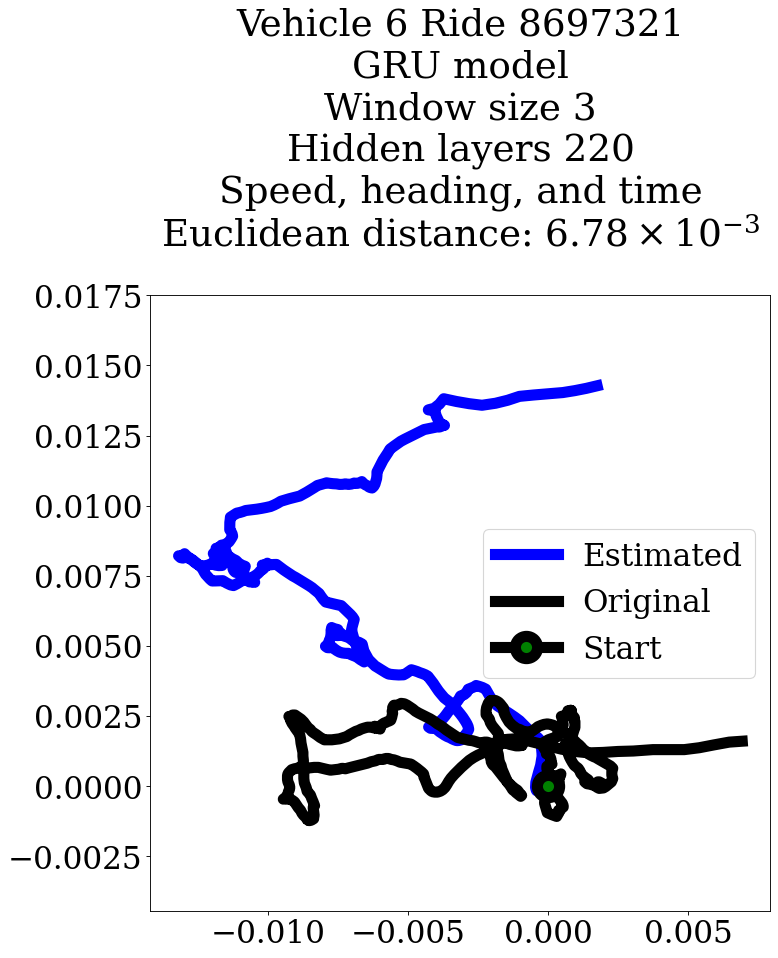 Vehicle 6 Ride 8697321
GRU model
Window size 3
Hidden layers 220
Speed, heading, and time
Euclidean distance: 6.78 × 10⁻³
0.0175
0.0150
0.0125
0.0100
0.0075
0.0050
0.0025
0.0000
−0.0025
Estimated
Original
Start
−0.010 −0.005 0.000 0.005